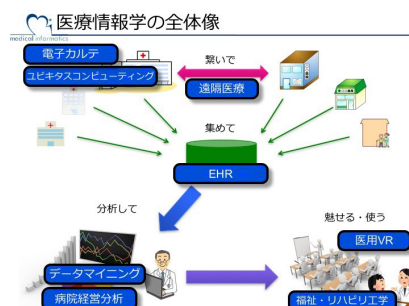 医療情報学の全体像
medical informatics
電子カルテ
ユビキタスコンピューティング
繋いで
遠隔医療
集めて
EHR
分析して
魅せる・使う
医用VR
データマイニング
病院経営分析
福祉・リハビリ工学